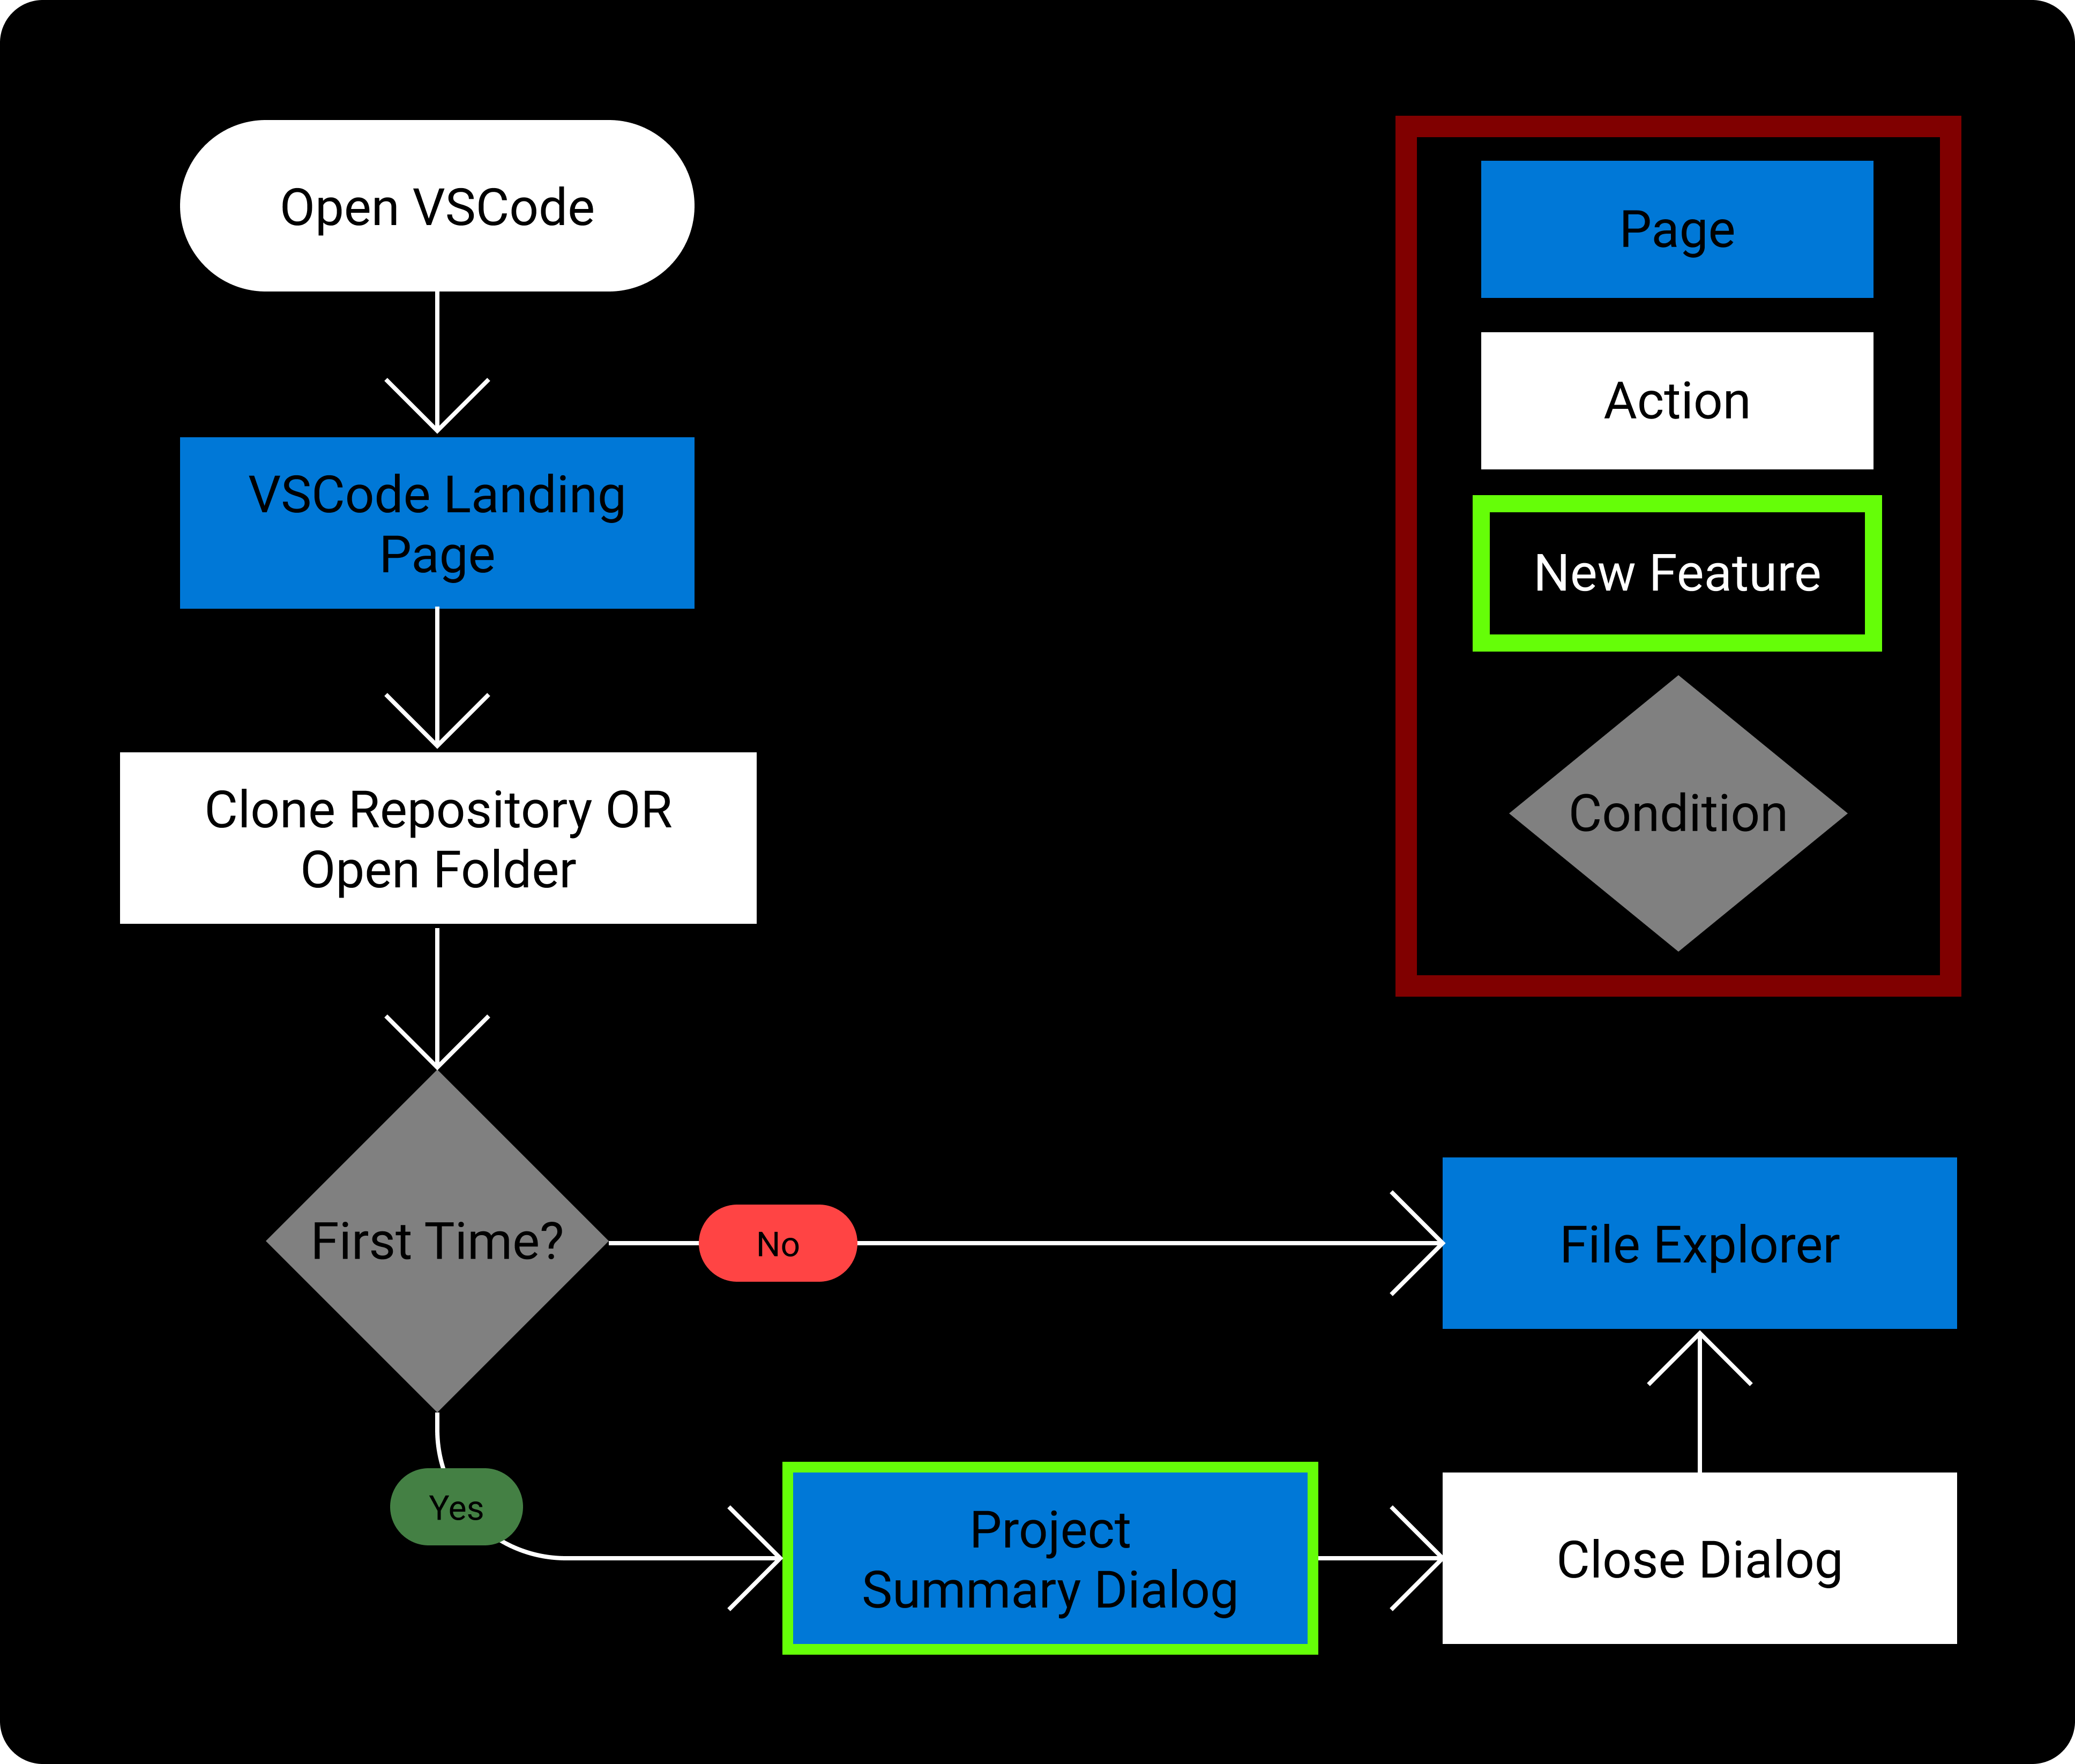 Open VSCode
VSCode Landing
Page
Clone Repository OR
Open Folder
First Time?
No
Yes
Project
Summary Dialog
Close Dialog
File Explorer
Page
Action
New Feature
Condition